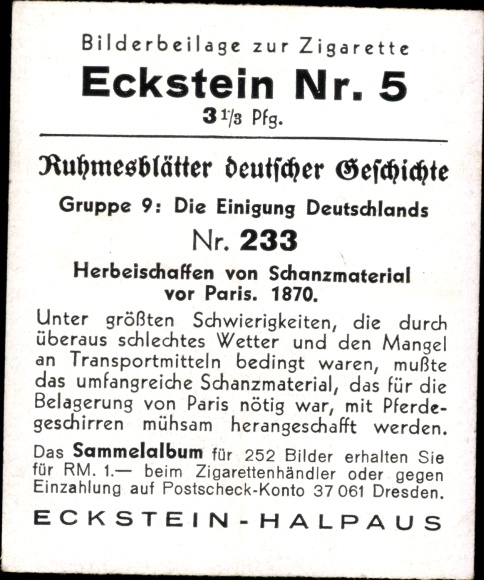 Bilderbeilage zur Zigarette
Eckstein Nr. 5
3 1/3 Pfg.
Ruhmesblätter deutscher Geschichte
Gruppe 9: Die Einigung Deutschlands
Nr. 233
Herbeischaffen von Schanzmaterial
vor Paris. 1870.
Unter größten Schwierigkeiten, die durch
überaus schlechtes Wetter und den Mangel
an Transportmitteln bedingt waren, mußte
das umfangreiche Schanzmaterial, das für die
Belagerung von Paris nötig war, mit Pferde-
geschirren mühsam herangeschafft werden.
Das Sammelalbum für 252 Bilder erhalten Sie
für RM. 1.— beim Zigarettenhändler oder gegen
Einzahlung auf Postscheck-Konto 37 061 Dresden.
ECKSTEIN-HALPAUS